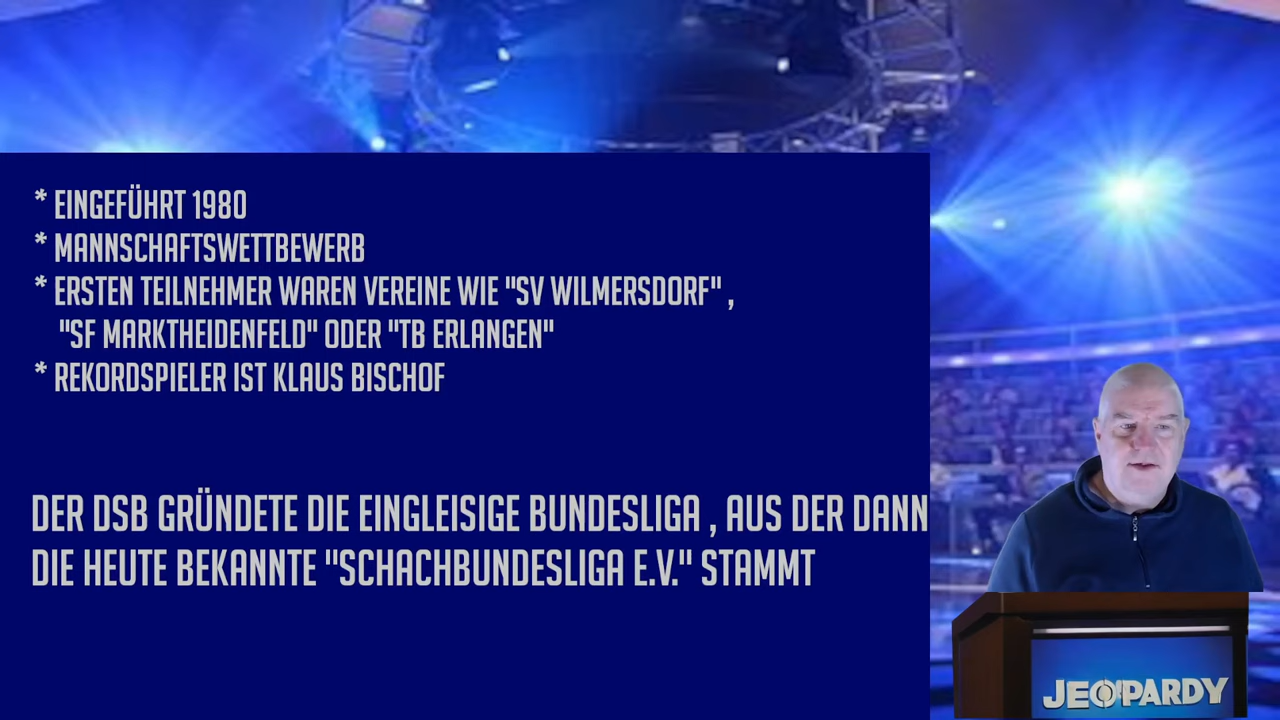 * EINGEFÜHRT 1980
* MANNSCHAFTSWETTBEWERB
* ERSTEN TEILNEHMER WAREN VEREINE WIE "SV WILMERSDORF" ,
"SF MARKTHEIDENFELD" ODER "TB ERLANGEN"
* REKORDSPIELER IST KLAUS BISCHOF
DER DSB GRÜNDETE DIE EINGLEISIGE BUNDESLIGA , AUS DER DANN
DIE HEUTE BEKANNTE "SCHACHBUNDESLIGA E.V." STAMMT
JEOPARDY